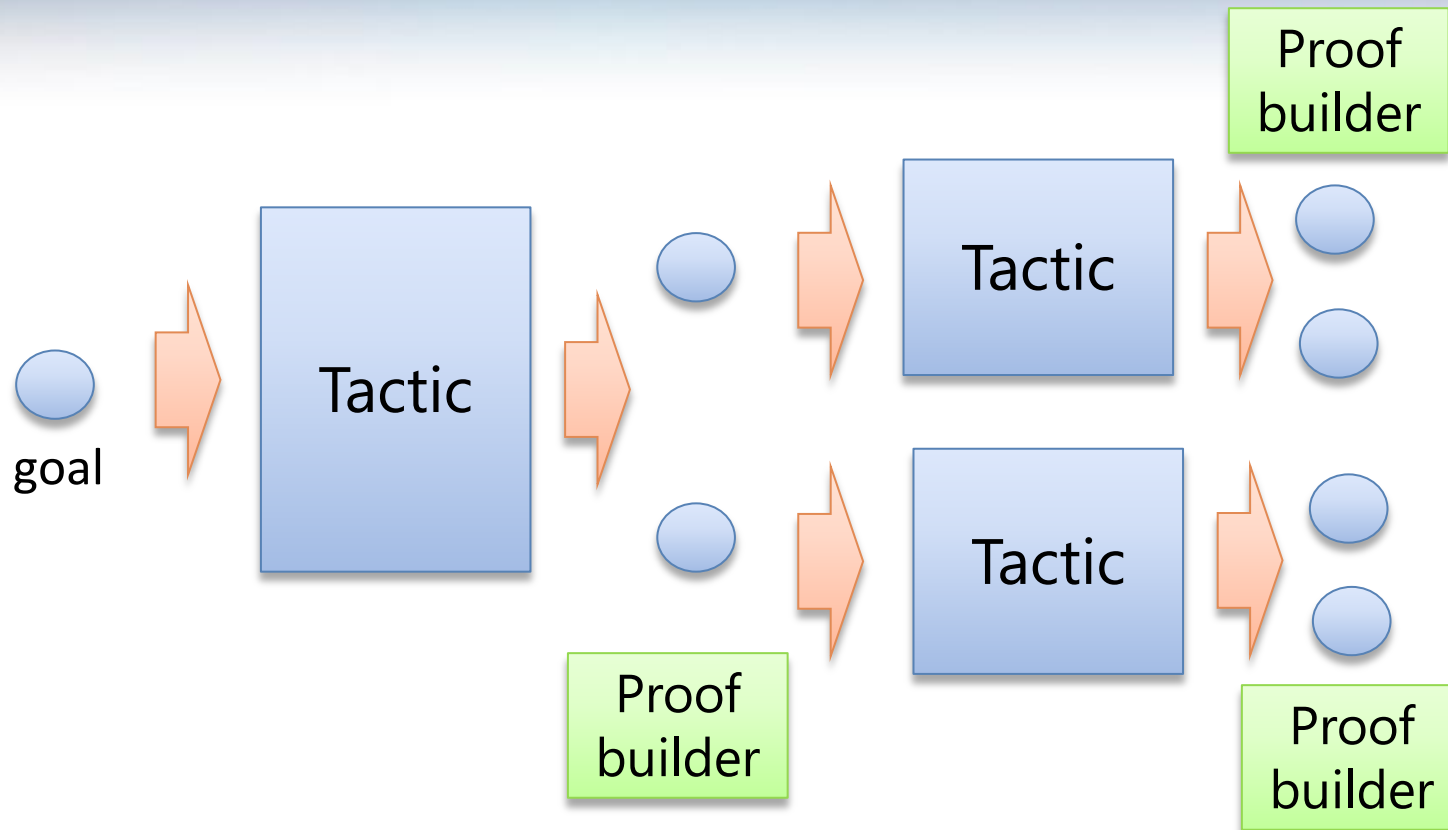 Proof
builder
Tactic
Tactic
goal
Tactic
Proof
builder
Proof
builder